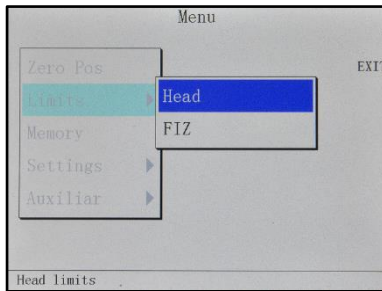 Menu
Zero Pos
EXIT
Limits
Head
FIZ
Memory
Settings
Auxiliar
Head limits